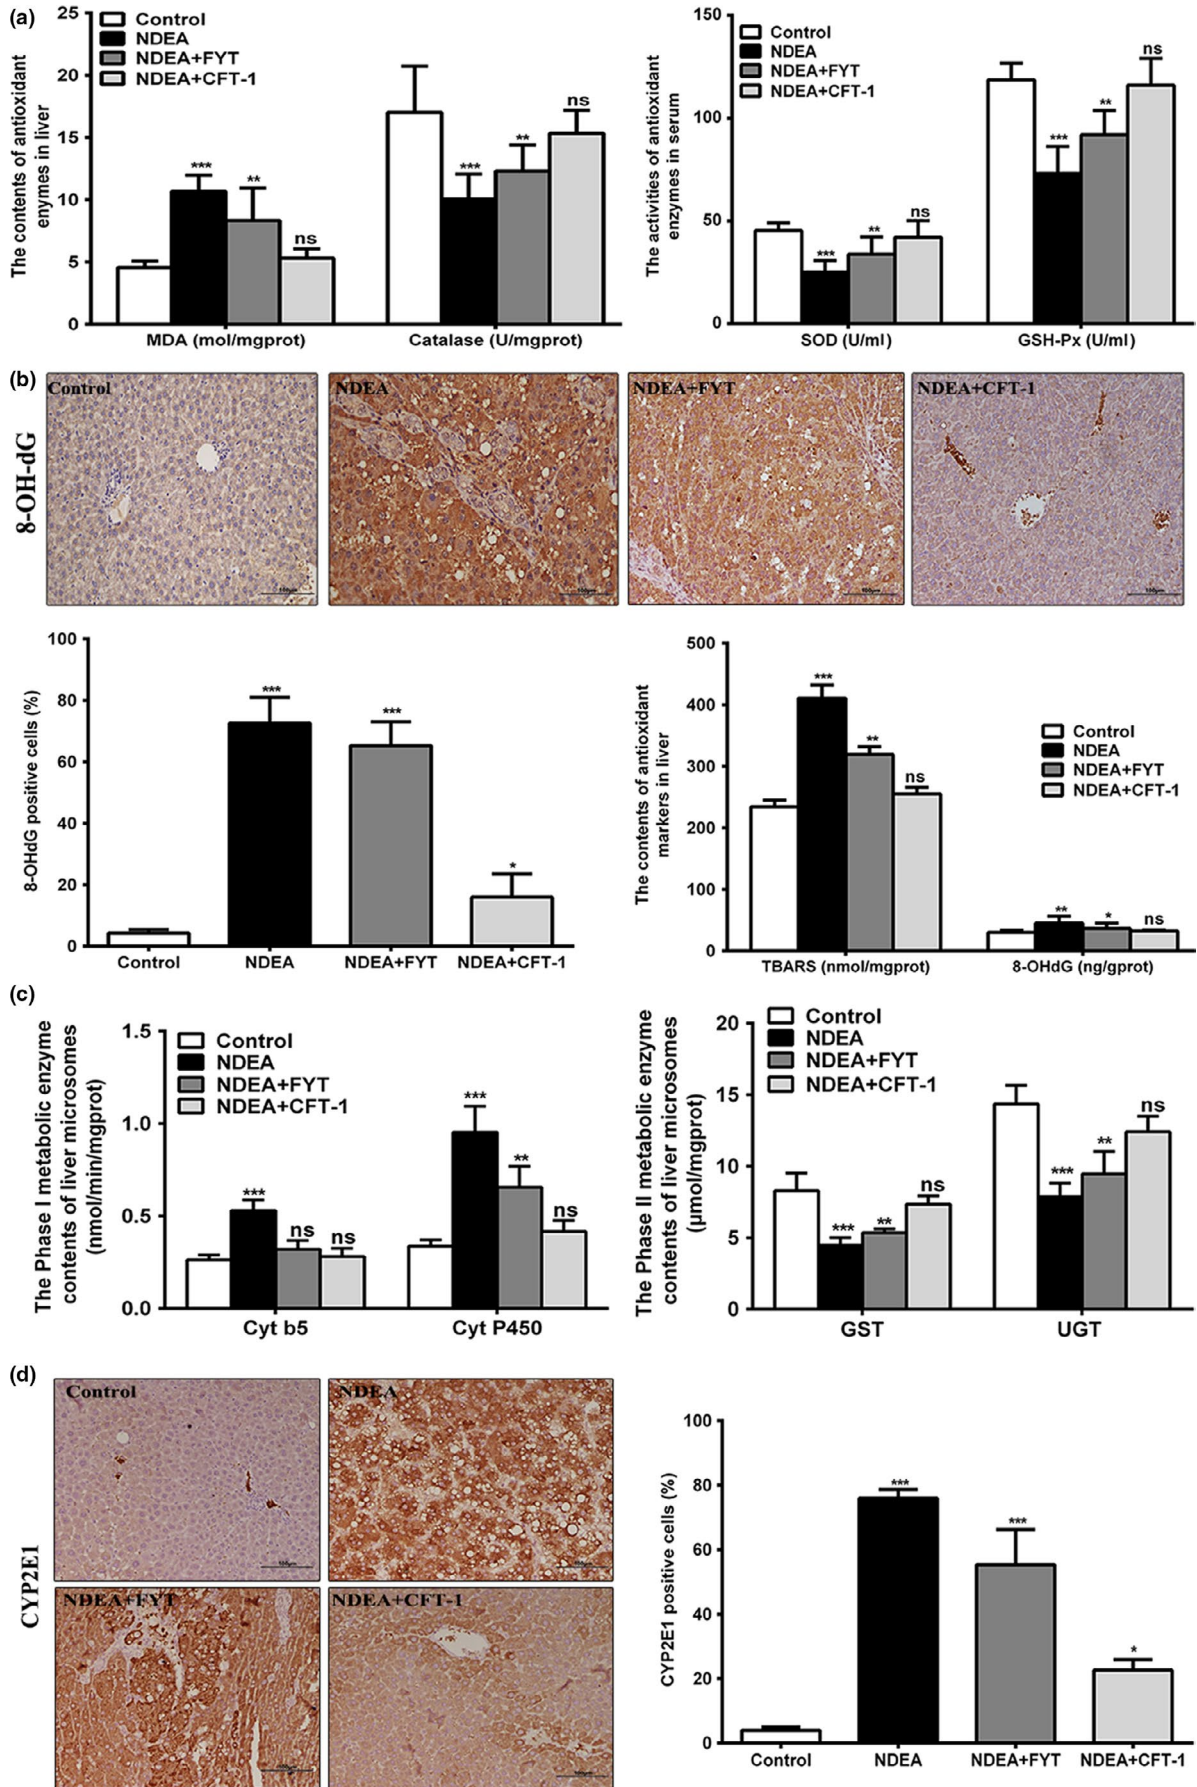 (a)
The contents of antioxidant
enymes in liver
25
20
15
10
5
0
Control
NDEA
NDEA+FYT
NDEA+CFT-1
***
**
ns
***
**
ns
MDA (mol/mgprot)
Catalase (U/mgprot)
The activities of antioxidant
enzymes in serum
150
100
50
0
Control
NDEA
NDEA+FYT
NDEA+CFT-1
***
**
ns
***
**
ns
SOD (U/ml)
GSH-Px (U/ml)
(b)
8-OH-dG
Control
100μm
NDEA
100μm
NDEA+FYT
100μm
NDEA+CFT-1
100μm
8-OHdG positive cells (%)
100
80
60
40
20
0
***
***
*
Control
NDEA
NDEA+FYT
NDEA+CFT-1
The contents of antioxidant
markers in liver
500
400
300
200
100
0
***
**
ns
**
*
ns
Control
NDEA
NDEA+FYT
NDEA+CFT-1
TBARS (nmol/mgprot)
8-OHdG (ng/gprot)
(c)
The Phase I metabolic enzyme
contents of liver microsomes
(nmol/min/mgprot)
1.5
1.0
0.5
0.0
Control
NDEA
NDEA+FYT
NDEA+CFT-1
***
ns
ns
***
**
ns
Cyt b5
Cyt P450
The Phase II metabolic enzyme
contents of liver microsomes
(μmol/mgprot)
20
15
10
5
0
Control
NDEA
NDEA+FYT
NDEA+CFT-1
***
**
ns
***
**
ns
GST
UGT
(d)
CYP2E1
Control
100μm
NDEA
100μm
NDEA+FYT
100μm
NDEA+CFT-1
100μm
CYP2E1 positive cells (%)
100
80
60
40
20
0
***
***
*
Control
NDEA
NDEA+FYT
NDEA+CFT-1